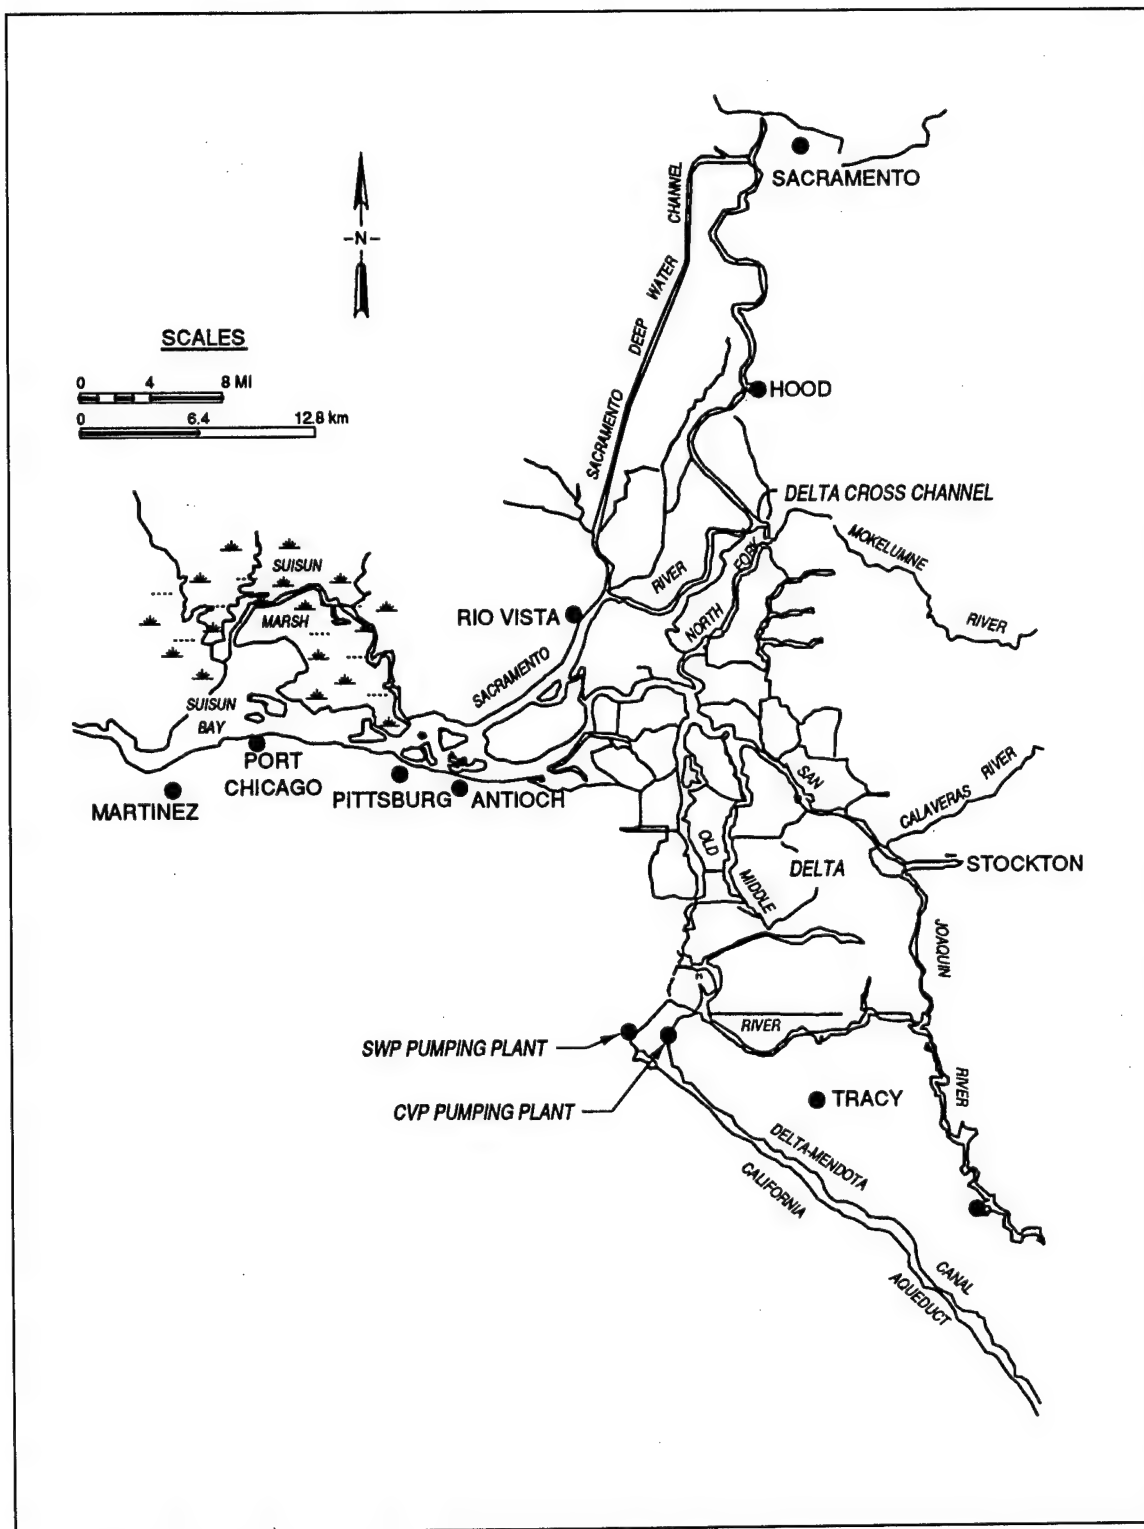 SACRAMENTO
CHANNEL
WATER
DEEP
SACRAMENTO
-N-
SCALES
0 4 8 MI
0 6.4 12.8 km
HOOD
DELTA CROSS CHANNEL
MOKELUMNE
RIVER
FORK
NORTH
RIVER
RIO VISTA
SACRAMENTO
SUISUN
MARSH
SUISUN
BAY
PORT
CHICAGO
MARTINEZ
PITTSBURG
ANTIOCH
SAN
CALAVERAS
RIVER
OLD
MIDDLE
DELTA
STOCKTON
JOAQUIN
RIVER
RIVER
SWP PUMPING PLANT
CVP PUMPING PLANT
TRACY
DELTA-MENDOTA
CALIFORNIA
CANAL
AQUEDUCT